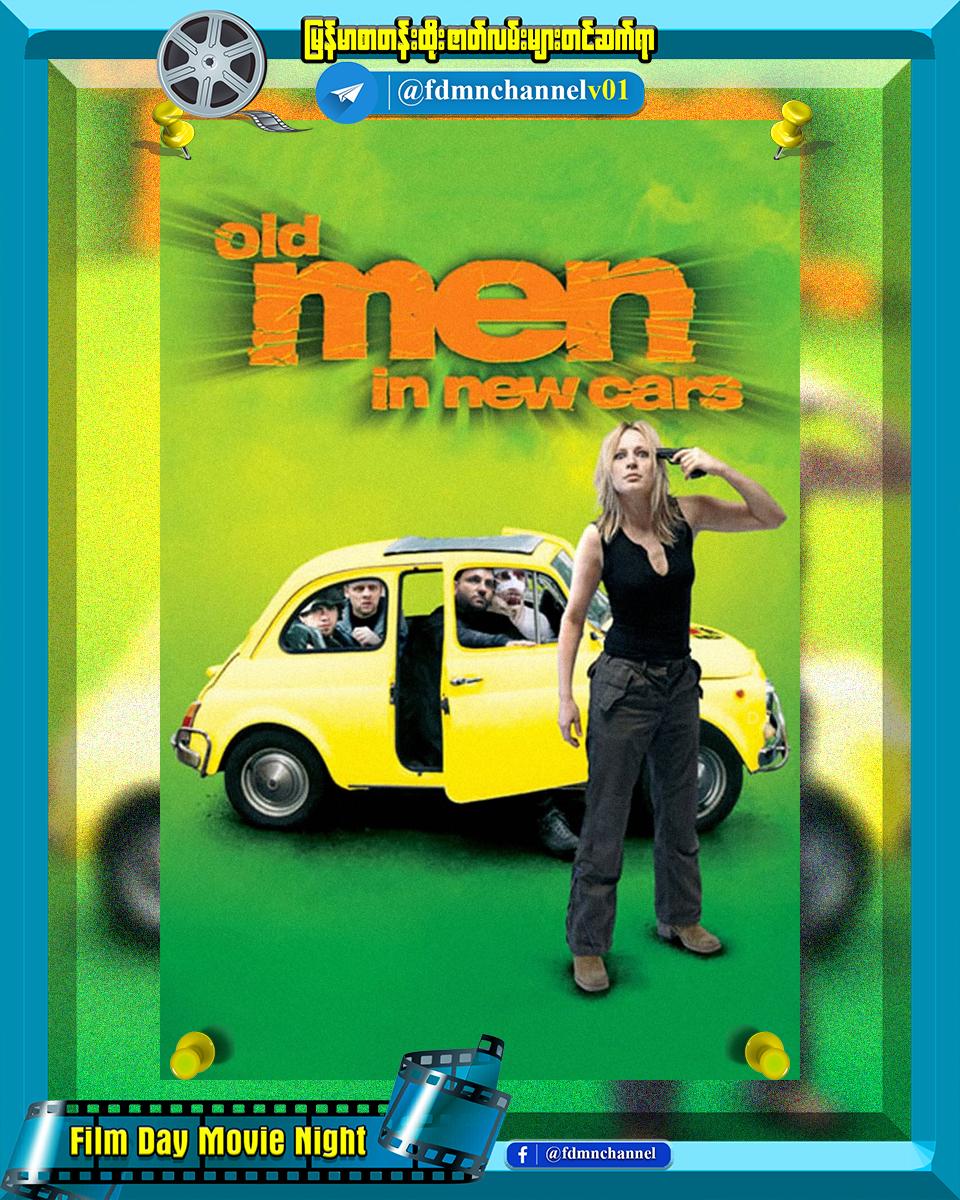 မြန်မာစာတန်းထိုး ဇာတ်လမ်းများတင်ဆက်ရာ
@fdmnchannelv01
old
men
in new cars
Film Day Movie Night
@fdmnchannel